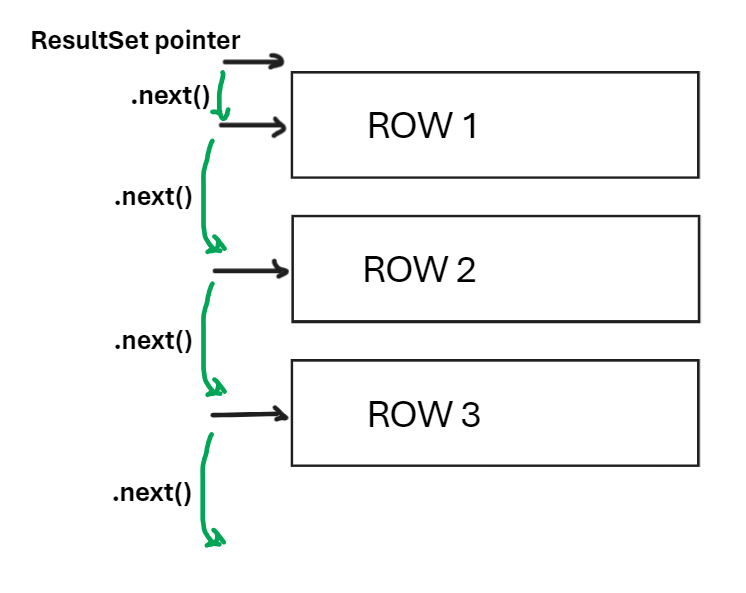 ResultSet pointer
.next()
ROW 1
.next()
ROW 2
.next()
ROW 3
.next()